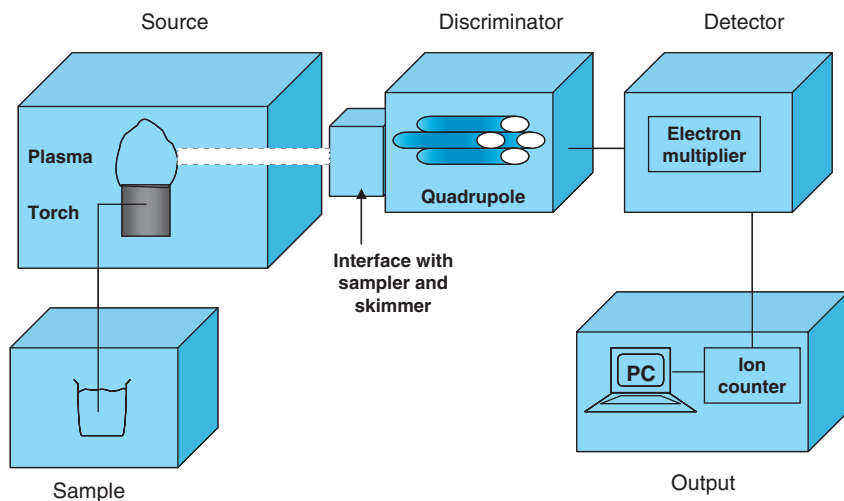 Source
Discriminator
Detector
Plasma
Torch
Quadrupole
Electron
multiplier
Interface with
sampler and
skimmer
PC
Ion
counter
Sample
Output